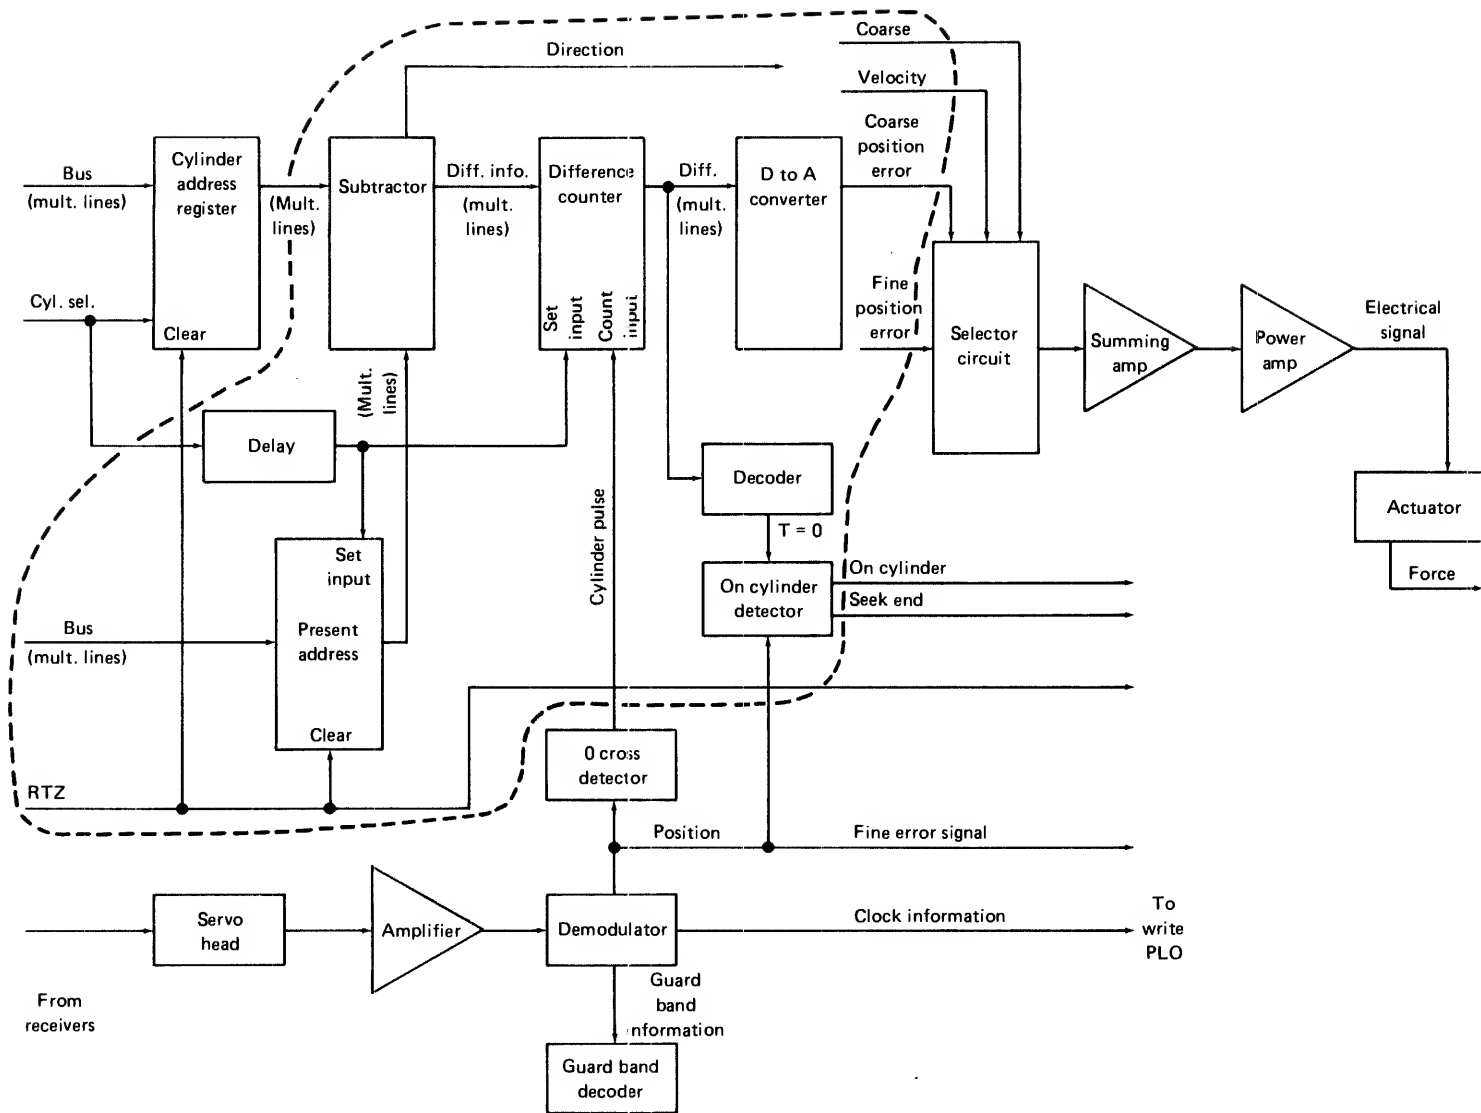 Coarse
Direction
Velocity
Coarse
position
error
Bus
(mult. lines)
Cylinder
address
register
(Mult.
lines)
Subtractor
Diff. info.
(mult.
lines)
Difference
counter
Diff.
(mult.
lines)
D to A
converter
Cyl. sel.
Clear
Set
input
Count
input
Fine
position
error
Selector
circuit
Summing
amp
Power
amp
Electrical
signal
(Mult.
lines)
Delay
Decoder
T = 0
Actuator
Force
Cylinder pulse
Set
input
On cylinder
detector
On cylinder
Seek end
Bus
(mult. lines)
Present
address
Clear
RTZ
0 cross
detector
Position
Fine error signal
Servo
head
Amplifier
Demodulator
Clock information
To
write
PLO
Guard
band
nformation
From
receivers
Guard band
decoder